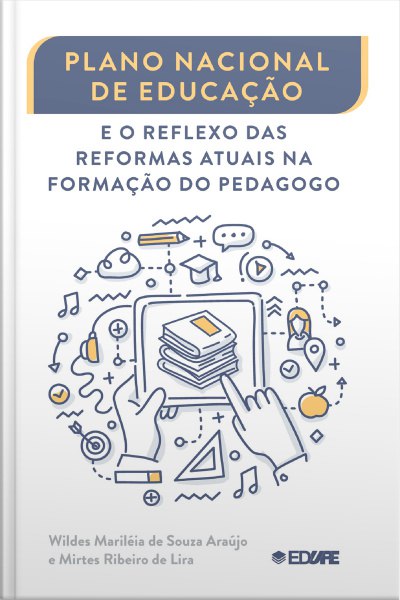 PLANO NACIONAL
DE EDUCAÇÃO
E O REFLEXO DAS
REFORMAS ATUAIS NA
FORMAÇÃO DO PEDAGOGO
Wildes Mariléia de Souza Araújo
e Mirtes Ribeiro de Lira
EDUPE